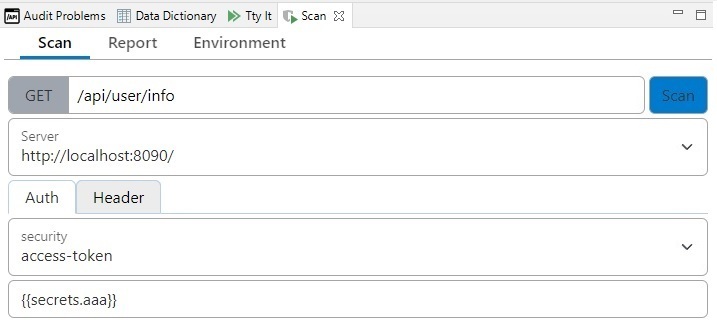 /API Audit Problems Data Dictionary Tty It Scan
Scan Report Environment
GET /api/user/info Scan
Server
http://localhost:8090/
Auth Header
security
access-token
{{secrets.aaa}}